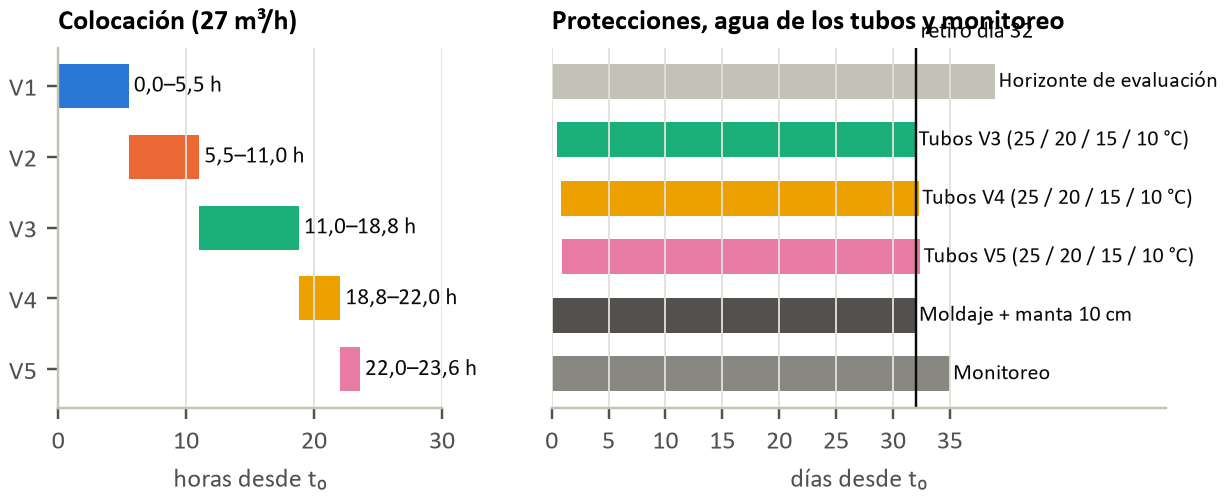 Colocación (27 m³/h)
V1
0,0–5,5 h
V2
5,5–11,0 h
V3
11,0–18,8 h
V4
18,8–22,0 h
V5
22,0–23,6 h
0
10
20
30
horas desde t₀
Protecciones, agua de los tubos y monitoreo
retiro día 32
Horizonte de evaluación
Tubos V3 (25 / 20 / 15 / 10 °C)
Tubos V4 (25 / 20 / 15 / 10 °C)
Tubos V5 (25 / 20 / 15 / 10 °C)
Moldaje + manta 10 cm
Monitoreo
0
5
10
15
20
25
30
35
días desde t₀